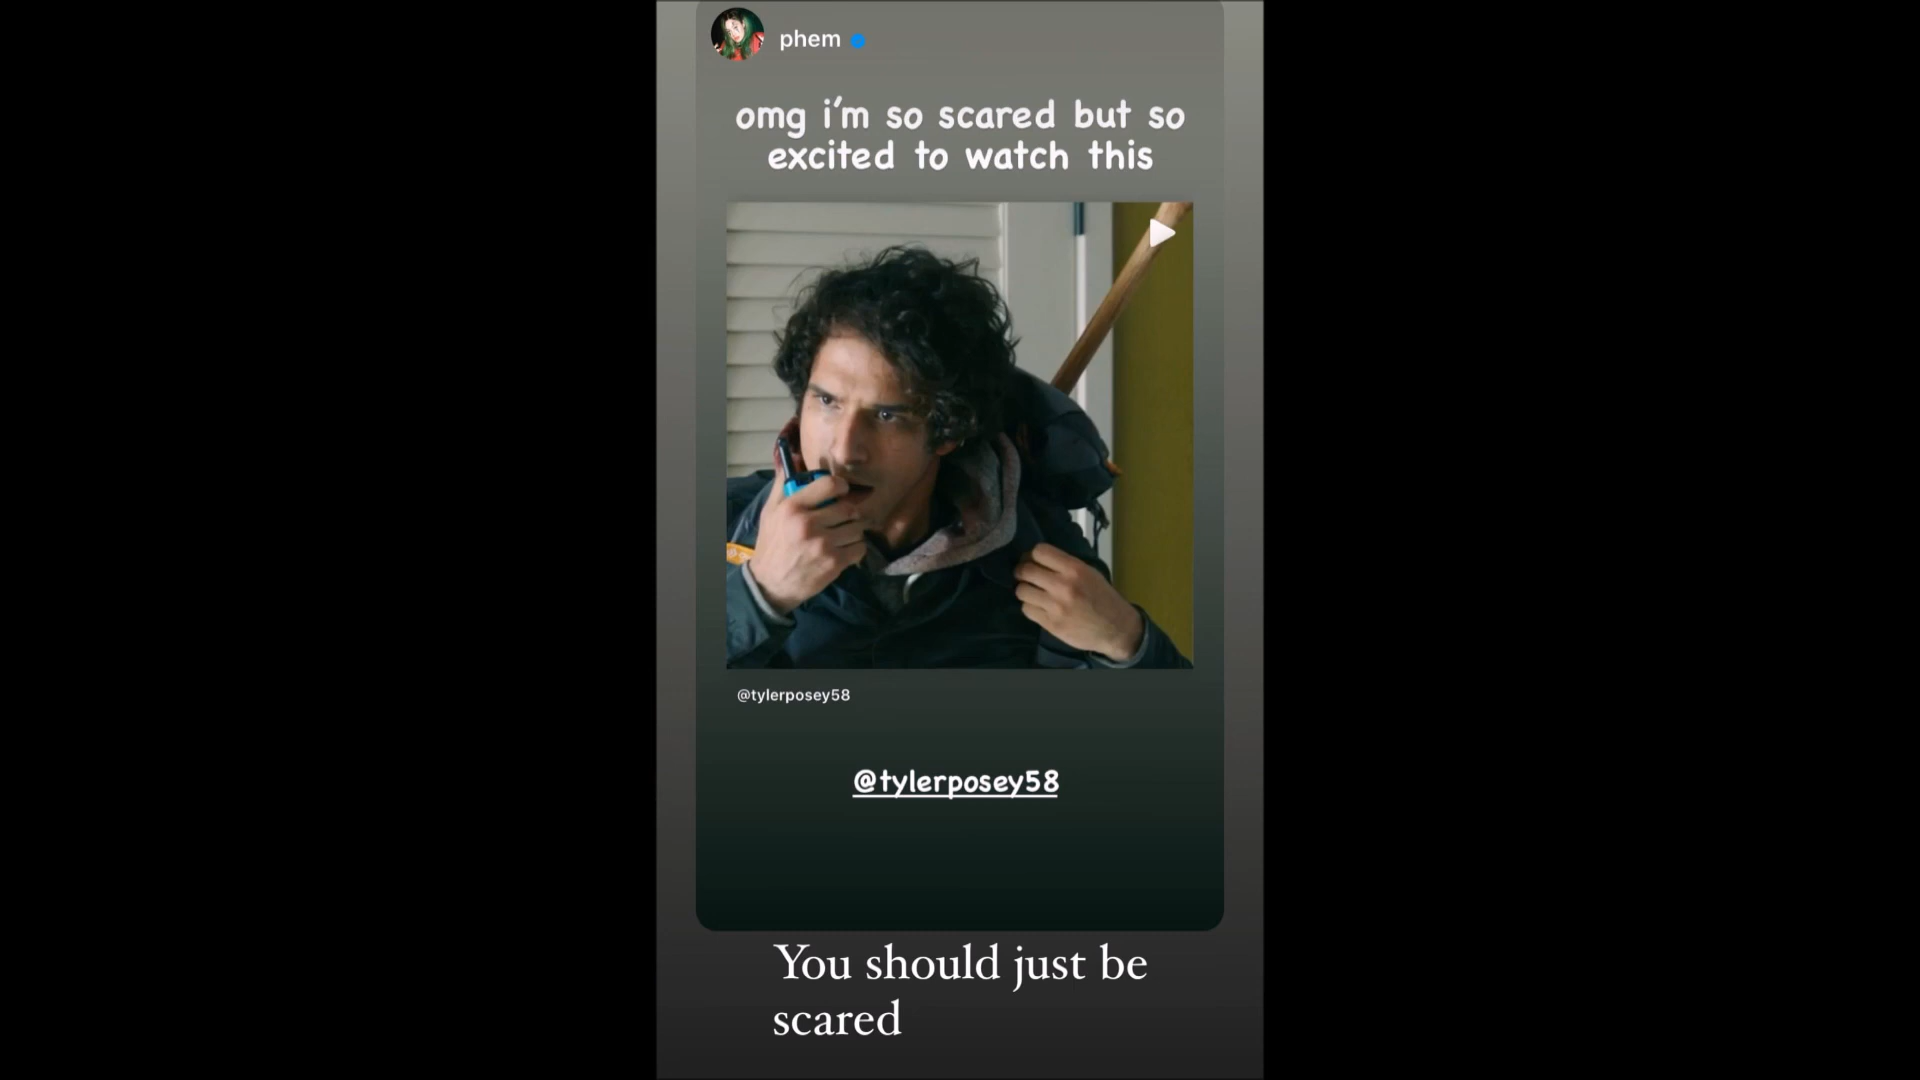 phem
omg i'm so scared but so
excited to watch this
@tylerposey58
@tylerposey58
You should just be
scared